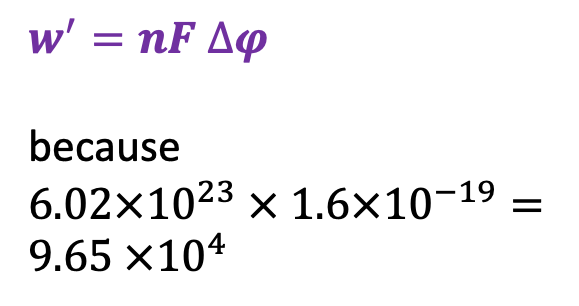 w′ = nF Δφ
because
6.02×10²³ × 1.6×10⁻¹⁹ =
9.65 ×10⁴